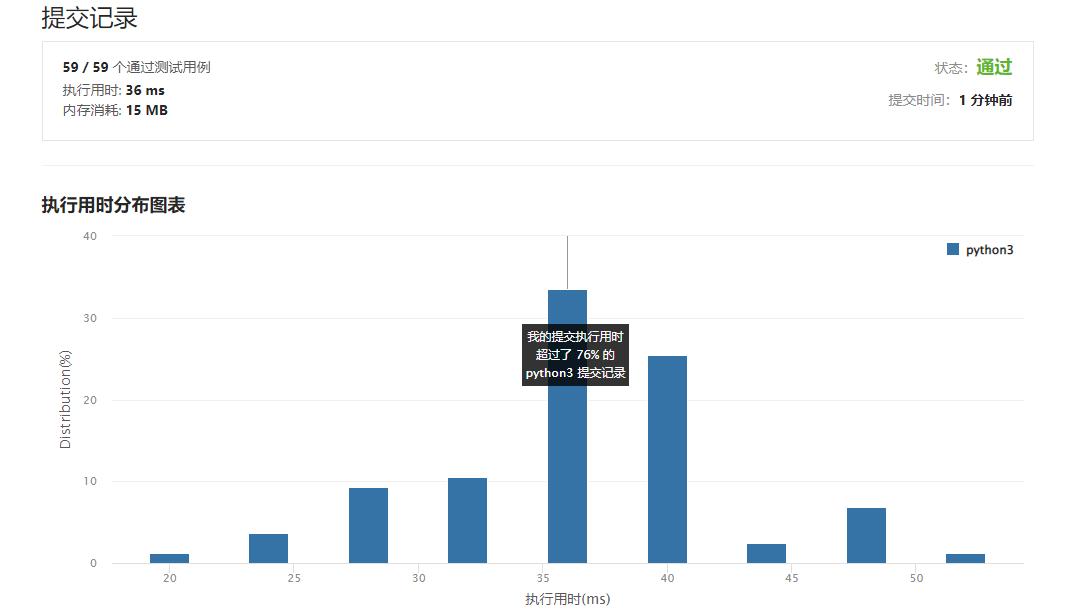 提交记录
59 / 59 个通过测试用例
状态：通过
执行用时: 36 ms
提交时间：1 分钟前
内存消耗: 15 MB
执行用时分布图表
40
30
20
10
0
Distribution(%)
python3
我的提交执行用时
超过了 76% 的
python3 提交记录
20 25 30 35 40 45 50
执行用时(ms)